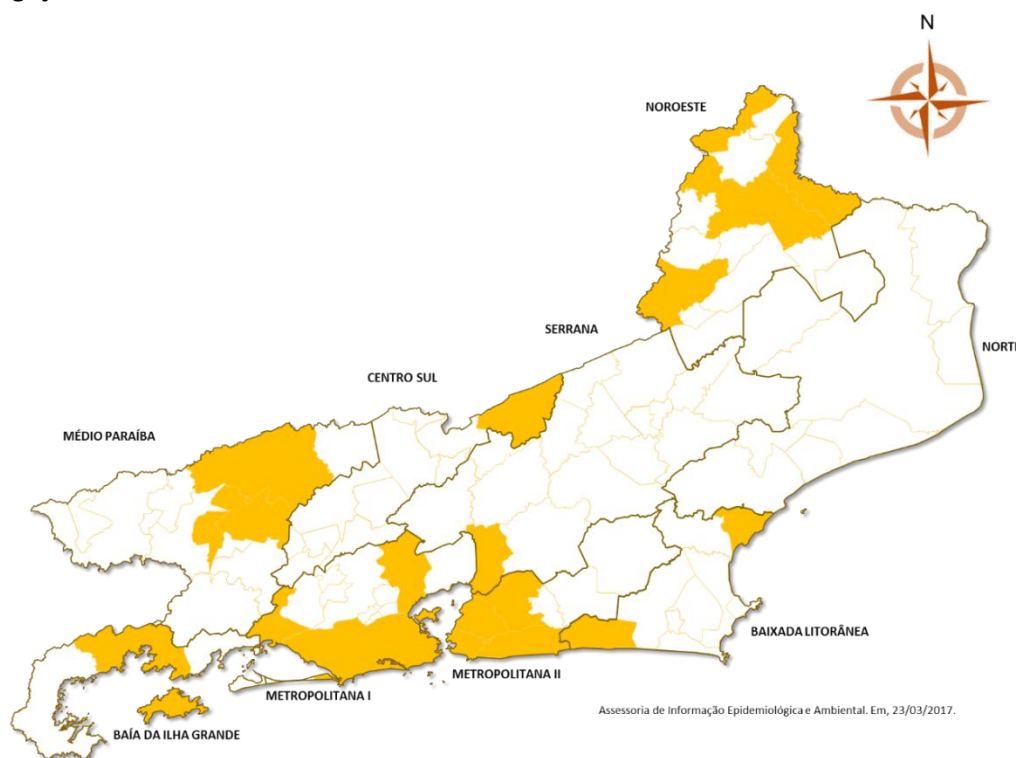 N
NOROESTE
SERRANA
NORTE
CENTRO SUL
MÉDIO PARAÍBA
BAIXADA LITORÂNEA
METROPOLITANA II
METROPOLITANA I
Assessoria de Informação Epidemiológica e Ambiental. Em, 23/03/2017.
BAÍA DA ILHA GRANDE